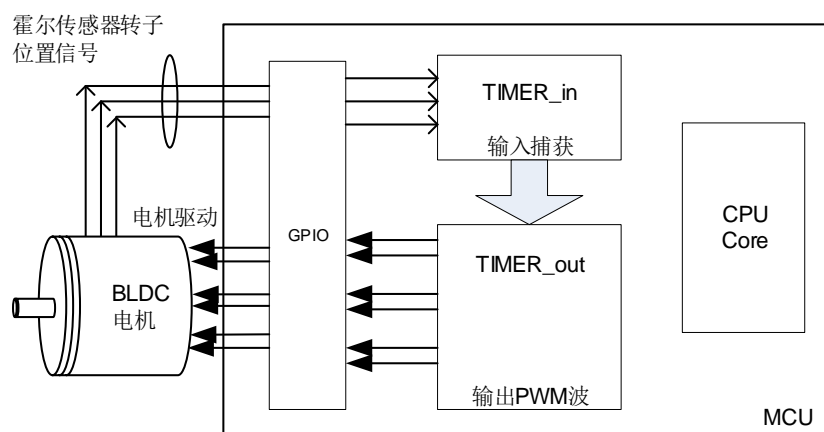 霍尔传感器转子
位置信号
TIMER_in
输入捕获
CPU
Core
电机驱动
GPIO
TIMER_out
BLDC
电机
输出PWM波
MCU